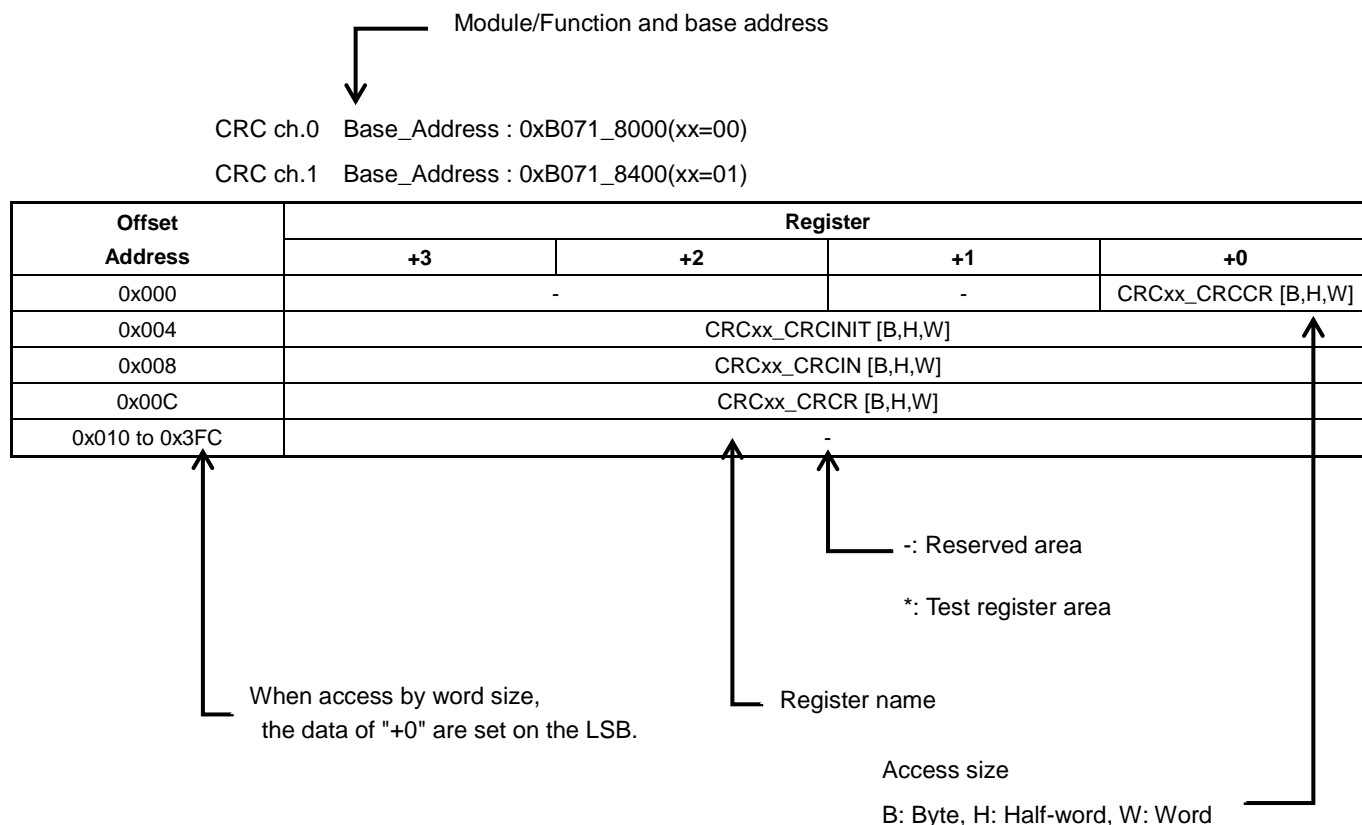 Module/Function and base address
CRC ch.0 Base_Address : 0xB071_8000(xx=00)
CRC ch.1 Base_Address : 0xB071_8400(xx=01)
Offset Address Register
+3 +2 +1 +0
0x000 - - CRCxx_CRCCR [B,H,W]
0x004 CRCxx_CRCINIT [B,H,W]
0x008 CRCxx_CRCIN [B,H,W]
0x00C CRCxx_CRCR [B,H,W]
0x010 to 0x3FC -
-: Reserved area
*: Test register area
When access by word size,
the data of "+0" are set on the LSB.
Register name
Access size
B: Byte, H: Half-word, W: Word